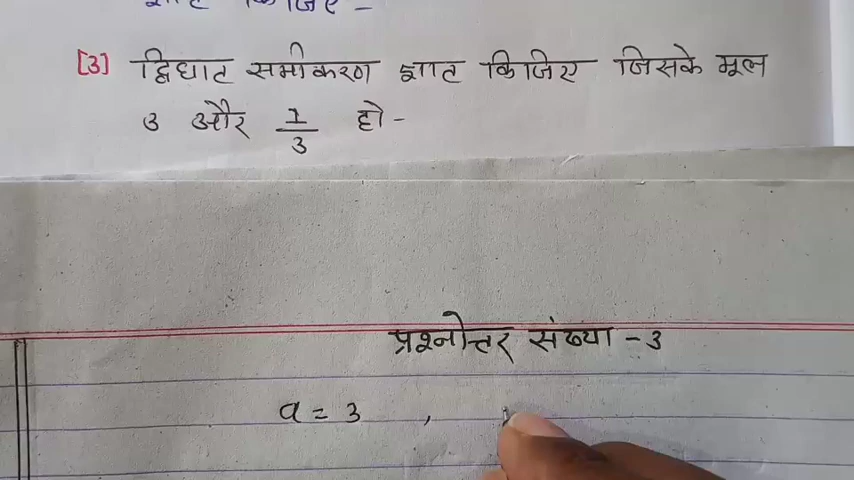 ज्ञात किजिए -
[3] द्विघात समीकरण ज्ञात किजिए जिसके मूल
3 और 1/3 हो -
प्रश्नोत्तर संख्या - 3
a = 3 ,